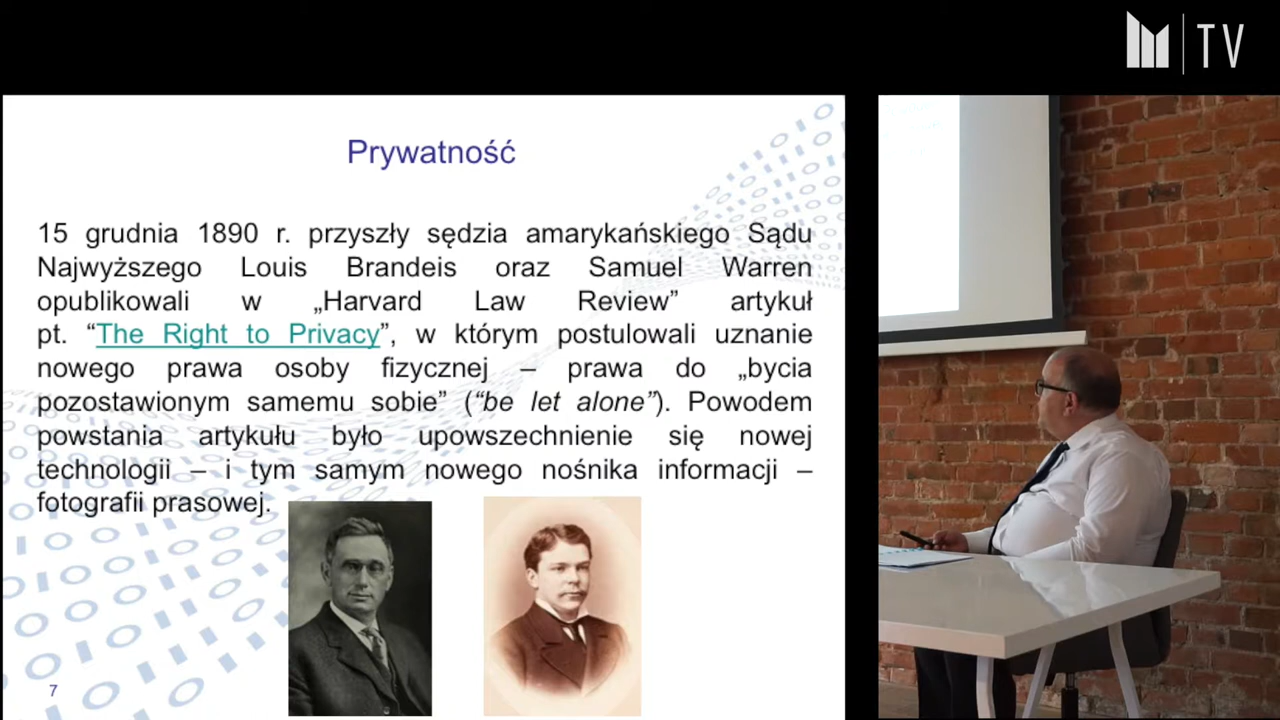 TV
Prywatność
15 grudnia 1890 r. przyszły sędzia amarykańskiego Sądu
Najwyższego Louis Brandeis oraz Samuel Warren
opublikowali w „Harvard Law Review” artykuł
pt. “The Right to Privacy”, w którym postulowali uznanie
nowego prawa osoby fizycznej – prawa do „bycia
pozostawionym samemu sobie” (“be let alone”). Powodem
powstania artykułu było upowszechnienie się nowej
technologii – i tym samym nowego nośnika informacji –
fotografii prasowej.
7